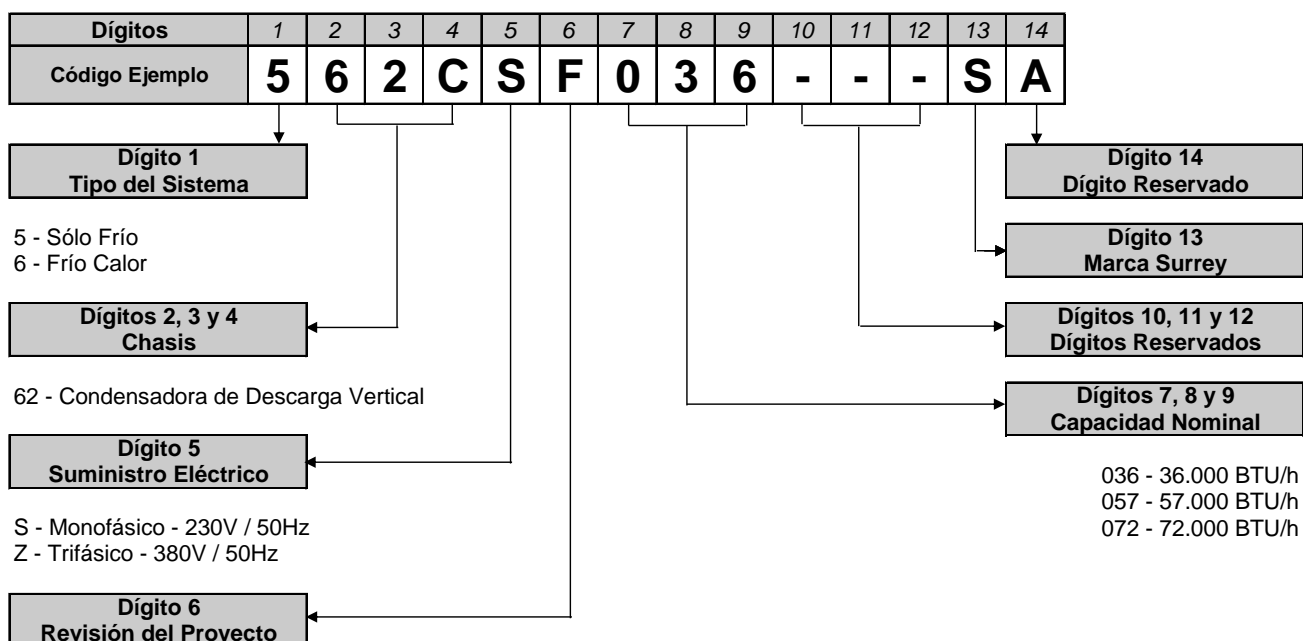 Dígitos 1 2 3 4 5 6 7 8 9 10 11 12 13 14
Código Ejemplo 5 6 2 C S F 0 3 6 - - - S A
Dígito 1
Tipo del Sistema
5 - Sólo Frío
6 - Frío Calor
Dígitos 2, 3 y 4
Chasis
62 - Condensadora de Descarga Vertical
Dígito 5
Suministro Eléctrico
S - Monofásico - 230V / 50Hz
Z - Trifásico - 380V / 50Hz
Dígito 6
Revisión del Proyecto
Dígito 14
Dígito Reservado
Dígito 13
Marca Surrey
Dígitos 10, 11 y 12
Dígitos Reservados
Dígitos 7, 8 y 9
Capacidad Nominal
036 - 36.000 BTU/h
057 - 57.000 BTU/h
072 - 72.000 BTU/h